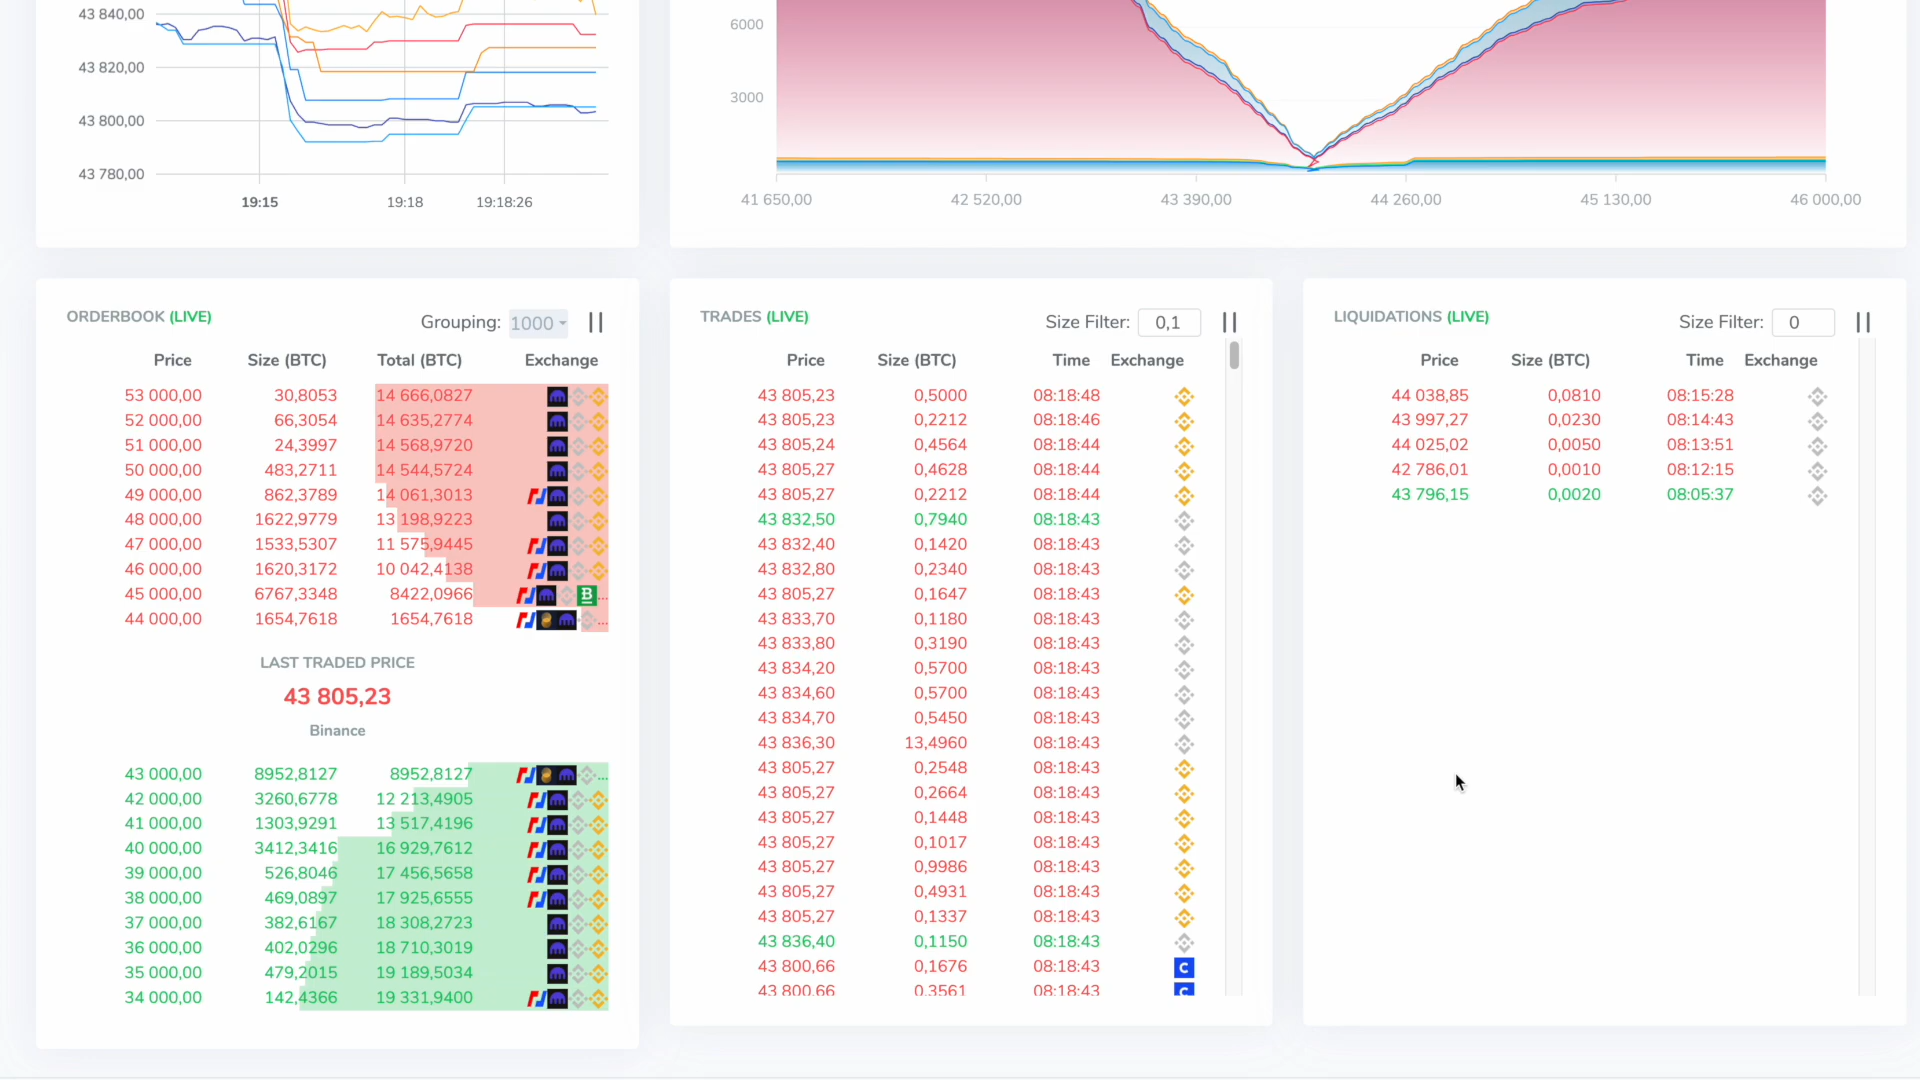 43 840,00
43 820,00
43 800,00
43 780,00
19:15 19:18 19:18:26
6000
3000
41 650,00 42 520,00 43 390,00 44 260,00 45 130,00 46 000,00
ORDERBOOK (LIVE)
Grouping: 1000
Price Size (BTC) Total (BTC) Exchange
53 000,00 30,8053 14 666,0827
52 000,00 66,3054 14 635,2774
51 000,00 24,3997 14 568,9720
50 000,00 483,2711 14 544,5724
49 000,00 862,3789 14 061,3013
48 000,00 1622,9779 13 198,9223
47 000,00 1533,5307 11 575,9445
46 000,00 1620,3172 10 042,4138
45 000,00 6767,3348 8422,0966 B ...
44 000,00 1654,7618 1654,7618 ...
LAST TRADED PRICE
43 805,23
Binance
43 000,00 8952,8127 8952,8127 ...
42 000,00 3260,6778 12 213,4905
41 000,00 1303,9291 13 517,4196
40 000,00 3412,3416 16 929,7612
39 000,00 526,8046 17 456,5658
38 000,00 469,0897 17 925,6555
37 000,00 382,6167 18 308,2723
36 000,00 402,0296 18 710,3019
35 000,00 479,2015 19 189,5034
34 000,00 142,4366 19 331,9400
TRADES (LIVE)
Size Filter: 0,1
Price Size (BTC) Time Exchange
43 805,23 0,5000 08:18:48
43 805,23 0,2212 08:18:46
43 805,24 0,4564 08:18:44
43 805,27 0,4628 08:18:44
43 805,27 0,2212 08:18:44
43 832,50 0,7940 08:18:43
43 832,40 0,1420 08:18:43
43 832,80 0,2340 08:18:43
43 805,27 0,1647 08:18:43
43 833,70 0,1180 08:18:43
43 833,80 0,3190 08:18:43
43 834,20 0,5700 08:18:43
43 834,60 0,5700 08:18:43
43 834,70 0,5450 08:18:43
43 836,30 13,4960 08:18:43
43 805,27 0,2548 08:18:43
43 805,27 0,2664 08:18:43
43 805,27 0,1448 08:18:43
43 805,27 0,1017 08:18:43
43 805,27 0,9986 08:18:43
43 805,27 0,4931 08:18:43
43 805,27 0,1337 08:18:43
43 836,40 0,1150 08:18:43
43 800,66 0,1676 08:18:43 C
43 800,66 0,3561 08:18:43 C
LIQUIDATIONS (LIVE)
Size Filter: 0
Price Size (BTC) Time Exchange
44 038,85 0,0810 08:15:28
43 997,27 0,0230 08:14:43
44 025,02 0,0050 08:13:51
42 786,01 0,0010 08:12:15
43 796,15 0,0020 08:05:37